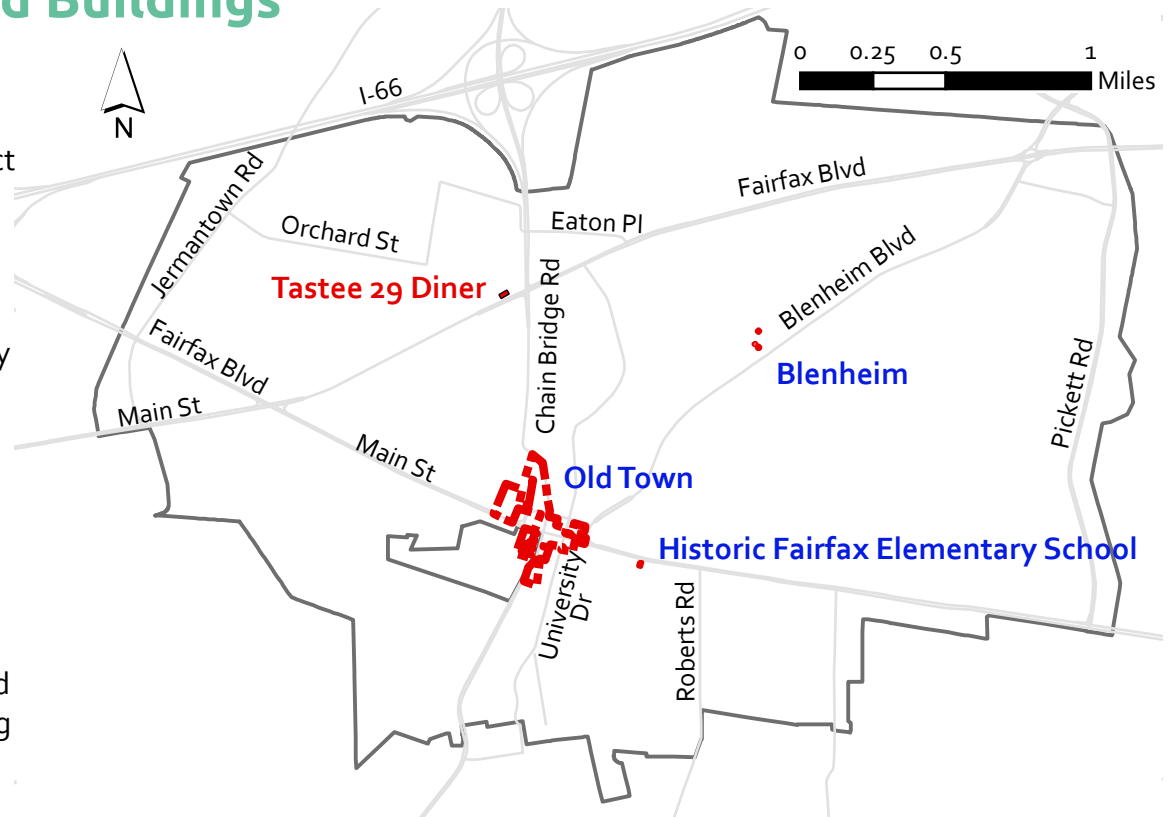 d Buildings
0 0.25 0.5 1
Miles
N
I-66
ct
Jermantown Rd
Orchard St
Eaton Pl
Fairfax Blvd
Tastee 29 Diner
Chain Bridge Rd
Blenheim Blvd
y
Fairfax Blvd
Blenheim
Main St
Pickett Rd
Main St
Old Town
Historic Fairfax Elementary School
University
Dr
Roberts Rd
d
g